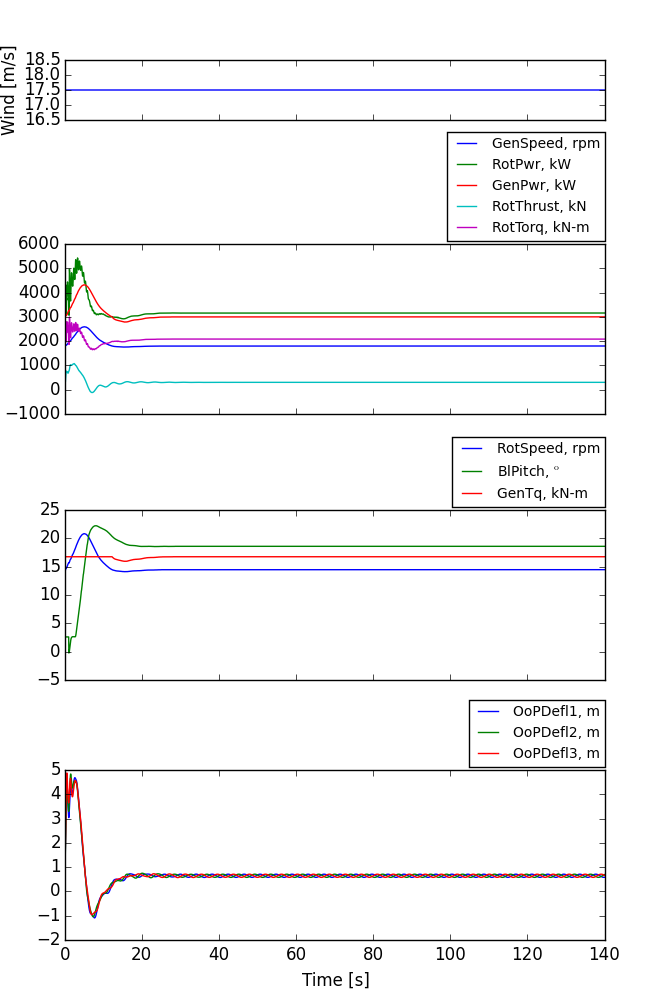 Wind [m/s]
18.5
18.0
17.5
17.0
16.5
GenSpeed, rpm
RotPwr, kW
GenPwr, kW
RotThrust, kN
RotTorq, kN-m
6000
5000
4000
3000
2000
1000
0
−1000
RotSpeed, rpm
BlPitch, °
GenTq, kN-m
25
20
15
10
5
0
−5
OoPDefl1, m
OoPDefl2, m
OoPDefl3, m
5
4
3
2
1
0
−1
−2
0 20 40 60 80 100 120 140
Time [s]